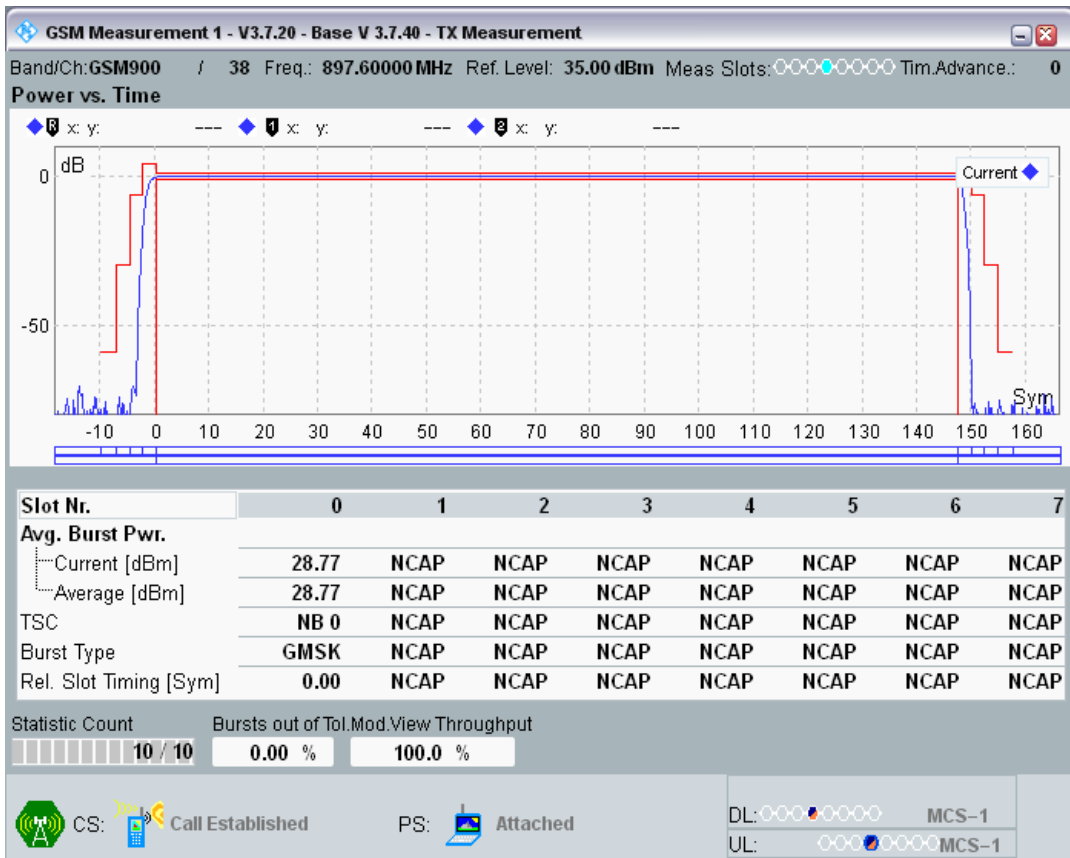 GSM Measurement 1 - V3.7.20 - Base V 3.7.40 - TX Measurement
Band/Ch:GSM900 / 38 Freq.: 897.60000 MHz Ref. Level: 35.00 dBm Meas Slots: Tim.Advance.: 0
Power vs. Time
R x: y: --- 1 x: y: --- 2 x: y: ---
dB
Current
0
-50
Sym
-10 0 10 20 30 40 50 60 70 80 90 100 110 120 130 140 150 160
Slot Nr. 0 1 2 3 4 5 6 7
Avg. Burst Pwr.
Current [dBm] 28.77 NCAP NCAP NCAP NCAP NCAP NCAP NCAP
Average [dBm] 28.77 NCAP NCAP NCAP NCAP NCAP NCAP NCAP
TSC NB 0 NCAP NCAP NCAP NCAP NCAP NCAP NCAP
Burst Type GMSK NCAP NCAP NCAP NCAP NCAP NCAP NCAP
Rel. Slot Timing [Sym] 0.00 NCAP NCAP NCAP NCAP NCAP NCAP NCAP
Statistic Count Bursts out of Tol.Mod.View Throughput
10 / 10 0.00 % 100.0 %
CS: Call Established PS: Attached
DL: MCS-1
UL: MCS-1